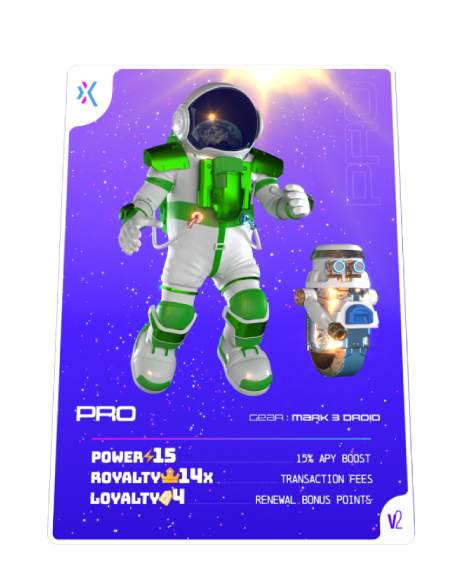 PRO
PRO
GEAR : MARK 3 DROID
POWER⚡15 15% APY BOOST
ROYALTY👑14x TRANSACTION FEES
LOYALTY🏷️4 RENEWAL BONUS POINTS
V2